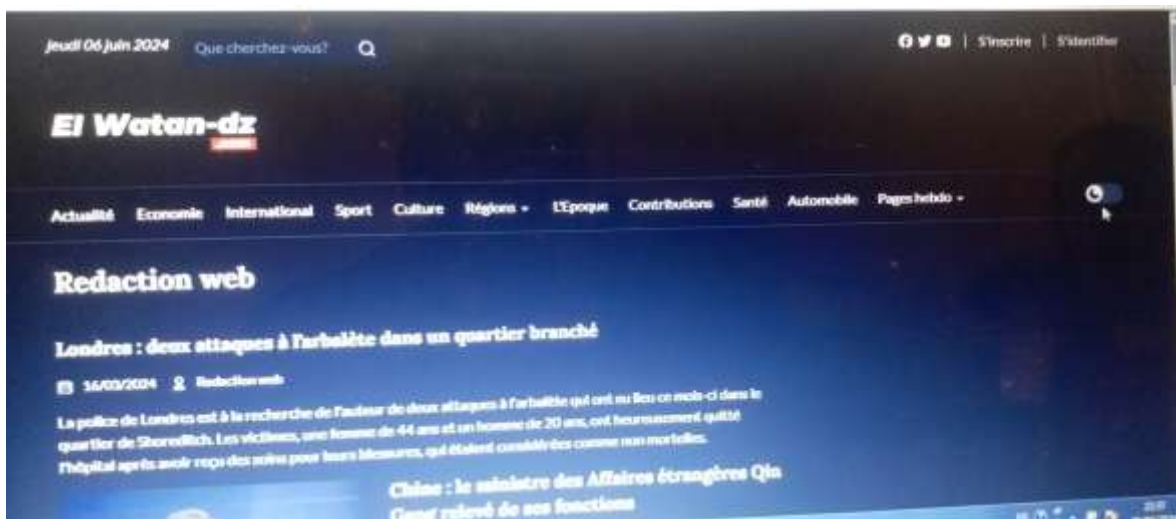 Jeudi 06 juin 2024 Que cherchez-vous? | S'inscrire | S'identifier
El Watan-dz
.com
Actualité Economie International Sport Culture Régions L'Epoque Contributions Santé Automobile Pages hebdo
Redaction web
Londres : deux attaques à l'arbalète dans un quartier branché
16/03/2024 Redaction web
La police de Londres est à la recherche de l'auteur de deux attaques à l'arbalète qui ont eu lieu ce mois-ci dans le
quartier de Shoreditch. Les victimes, une femme de 44 ans et un homme de 20 ans, ont heureusement quitté
l'hôpital après avoir reçu des soins pour leurs blessures, qui étaient considérées comme non mortelles.
Chine : le ministre des Affaires étrangères Qin
Gang relevé de ses fonctions